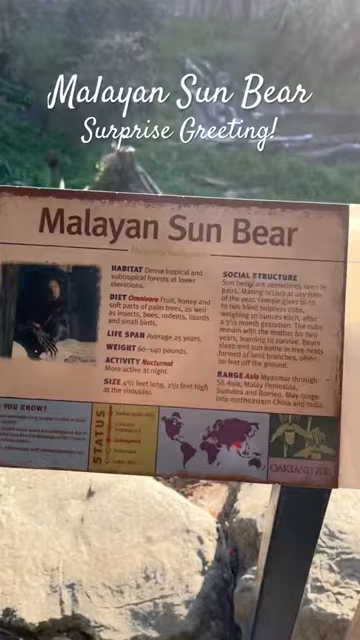 Malayan Sun Bear
Surprise Greeting!
Malayan Sun Bear
HABITAT Dense tropical and
subtropical forests at lower
elevations.
DIET Omnivore Fruit, honey and
soft parts of palm trees, as well
as insects, bees, rodents, lizards
and small birds.
LIFE SPAN Average 25 years.
WEIGHT 60-140 pounds.
ACTIVITY Nocturnal
More active at night.
SIZE 4½ feet long, 2½ feet high
at the shoulder.
SOCIAL STRUCTURE
Sun bears are sometimes seen in
pairs. Mating occurs at any time
of the year. Female gives birth
to two blind helpless cubs,
weighing 10 ounces each, after
a 3½ month gestation. The cubs
remain with the mother for two
years, learning to survive. Bears
sleep and sun bathe in tree nests
formed of bent branches, often
20 feet off the ground.
RANGE Asia Myanmar through
SE Asia, Malay Peninsula,
Sumatra and Borneo. May range
into northeastern China and India.
YOU KNOW?
STATUS
Endangered
OAKLAND ZOO